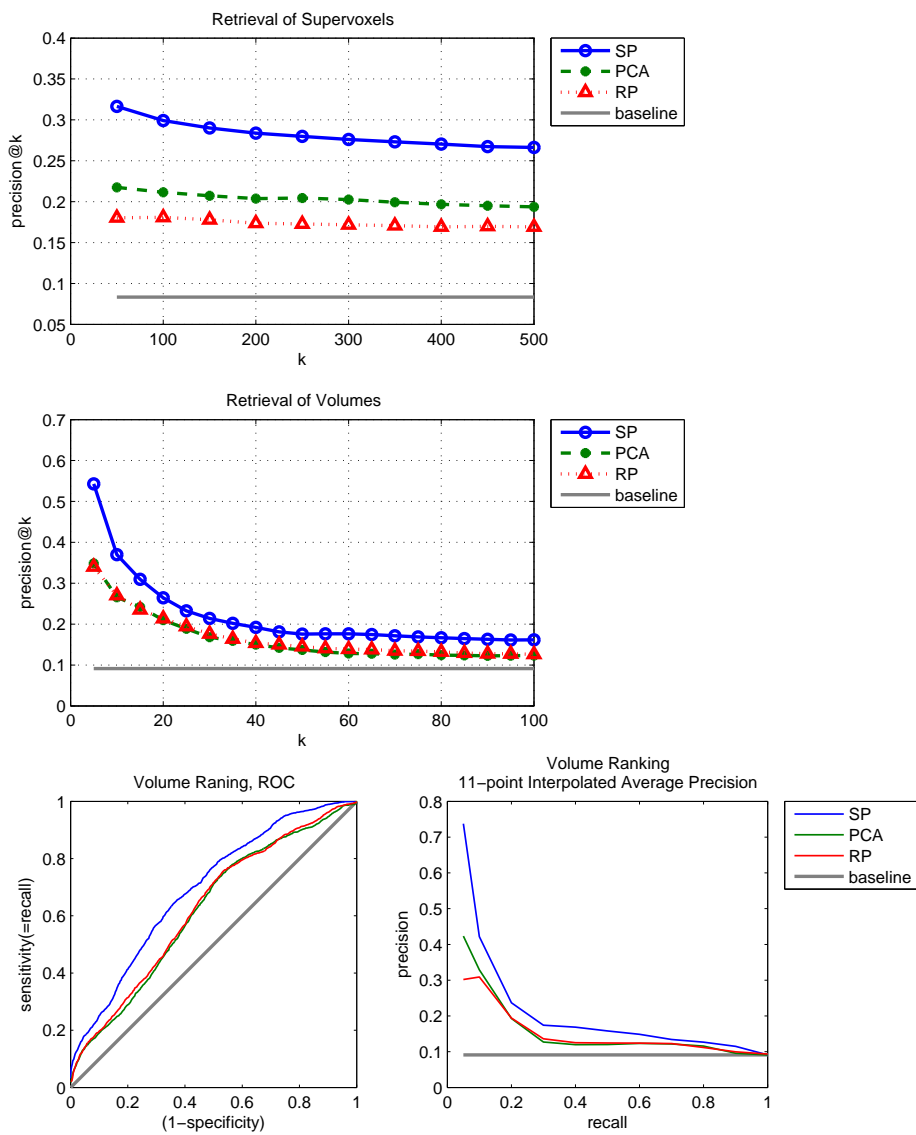 Retrieval of Supervoxels
0.4
0.35
0.3
0.25
0.2
0.15
0.1
0.05
precision@k
0
100
200
300
400
500
k
SP
PCA
RP
baseline
Retrieval of Volumes
0.7
0.6
0.5
0.4
0.3
0.2
0.1
0
precision@k
0
20
40
60
80
100
k
SP
PCA
RP
baseline
Volume Raning, ROC
1
0.8
0.6
0.4
0.2
0
sensitivity(=recall)
0
0.2
0.4
0.6
0.8
1
(1−specificity)
Volume Ranking
11−point Interpolated Average Precision
0.8
0.7
0.6
0.5
0.4
0.3
0.2
0.1
0
precision
0
0.2
0.4
0.6
0.8
1
recall
SP
PCA
RP
baseline